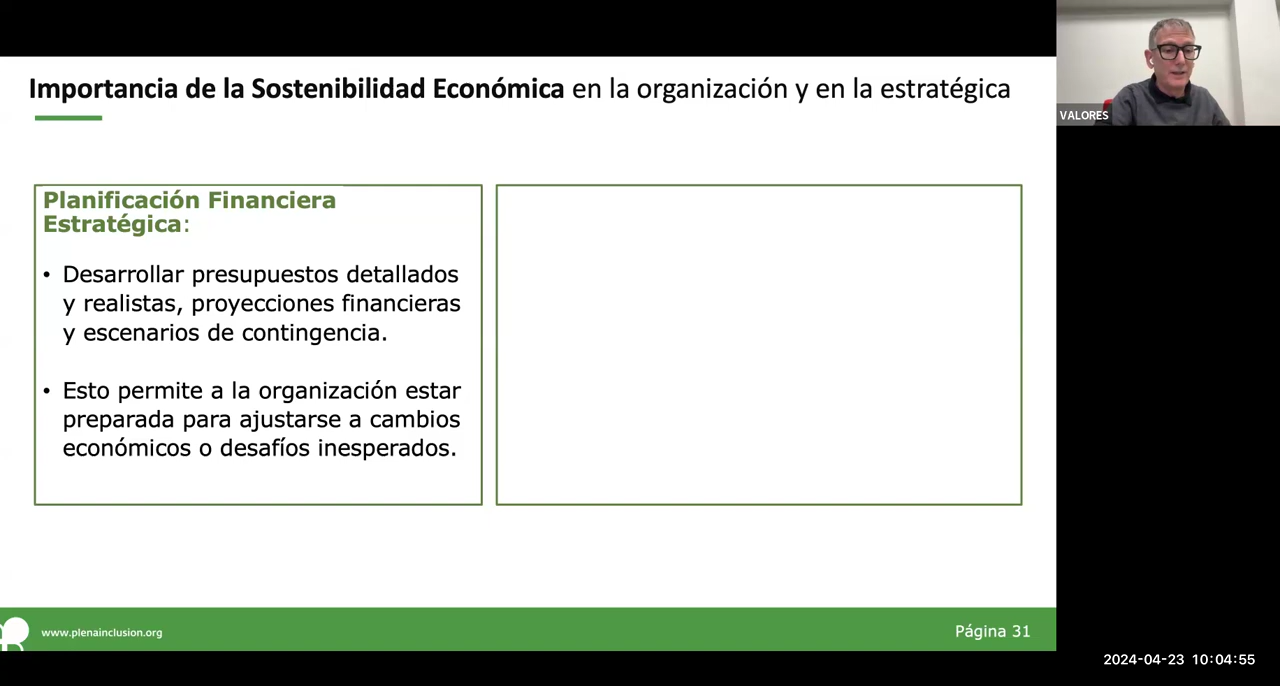 Importancia de la Sostenibilidad Económica en la organización y en la estratégica
VALORES
Planificación Financiera
Estratégica:
• Desarrollar presupuestos detallados
y realistas, proyecciones financieras
y escenarios de contingencia.
• Esto permite a la organización estar
preparada para ajustarse a cambios
económicos o desafíos inesperados.
www.plenainclusion.org
Página 31
2024-04-23 10:04:55